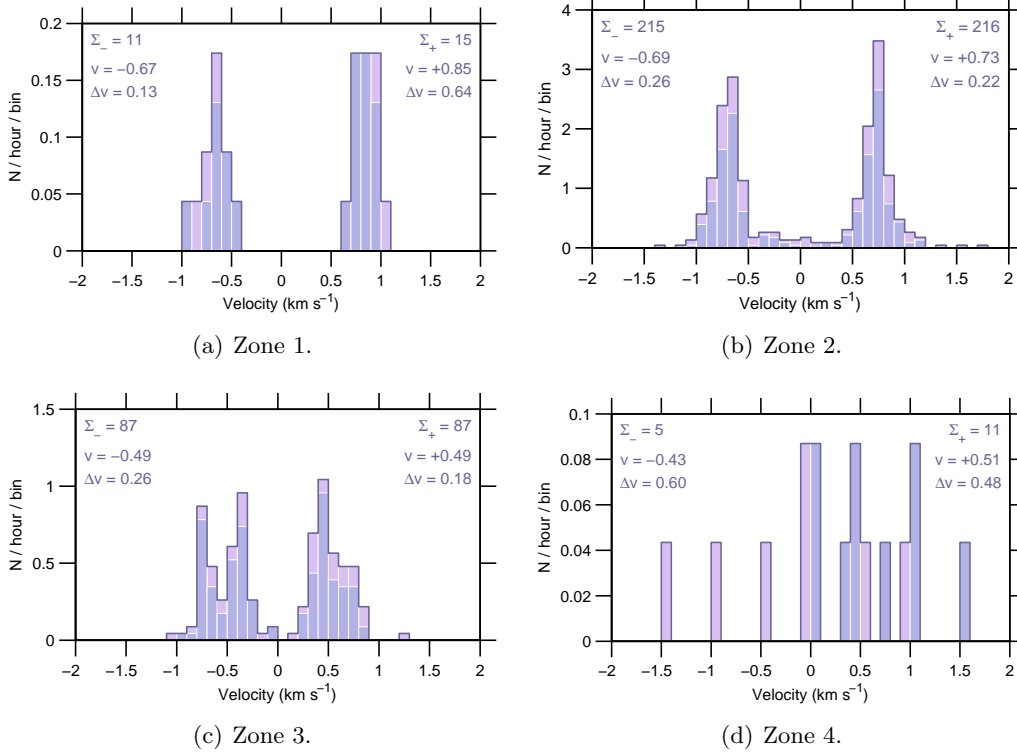 0.2
0.15
0.1
0.05
0
N / hour / bin
Σ₋ = 11
v = −0.67
Δv = 0.13
Σ₊ = 15
v = +0.85
Δv = 0.64
−2 −1.5 −1 −0.5 0 0.5 1 1.5 2
Velocity (km s⁻¹)
(a) Zone 1.
4
3
2
1
0
N / hour / bin
Σ₋ = 215
v = −0.69
Δv = 0.26
Σ₊ = 216
v = +0.73
Δv = 0.22
−2 −1.5 −1 −0.5 0 0.5 1 1.5 2
Velocity (km s⁻¹)
(b) Zone 2.
1.5
1
0.5
0
N / hour / bin
Σ₋ = 87
v = −0.49
Δv = 0.26
Σ₊ = 87
v = +0.49
Δv = 0.18
−2 −1.5 −1 −0.5 0 0.5 1 1.5 2
Velocity (km s⁻¹)
(c) Zone 3.
0.1
0.08
0.06
0.04
0.02
0
N / hour / bin
Σ₋ = 5
v = −0.43
Δv = 0.60
Σ₊ = 11
v = +0.51
Δv = 0.48
−2 −1.5 −1 −0.5 0 0.5 1 1.5 2
Velocity (km s⁻¹)
(d) Zone 4.